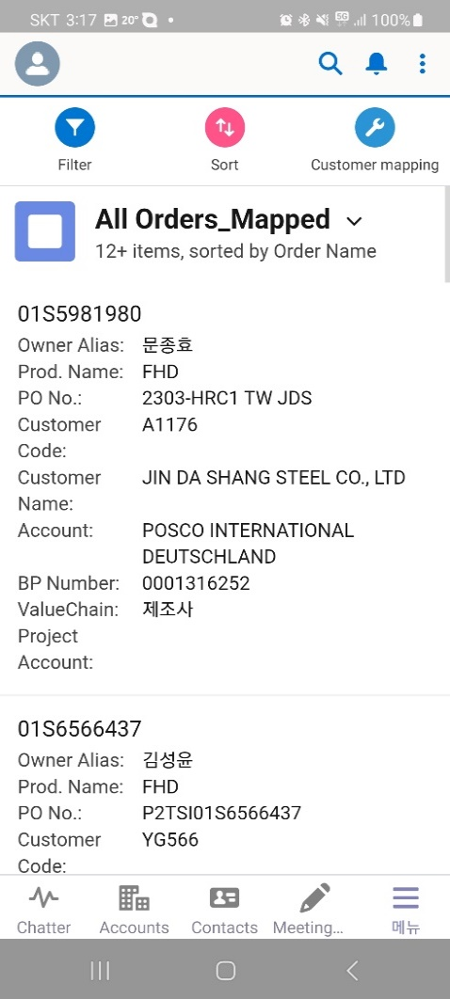 SKT 3:17 20°
5G 100%
Filter Sort Customer mapping
All Orders_Mapped
12+ items, sorted by Order Name
01S5981980
Owner Alias: 문종효
Prod. Name: FHD
PO No.: 2303-HRC1 TW JDS
Customer A1176
Code:
Customer JIN DA SHANG STEEL CO., LTD
Name:
Account: POSCO INTERNATIONAL
DEUTSCHLAND
BP Number: 0001316252
ValueChain: 제조사
Project
Account:
01S6566437
Owner Alias: 김성윤
Prod. Name: FHD
PO No.: P2TSI01S6566437
Customer YG566
Code:
Chatter Accounts Contacts Meeting... 메뉴